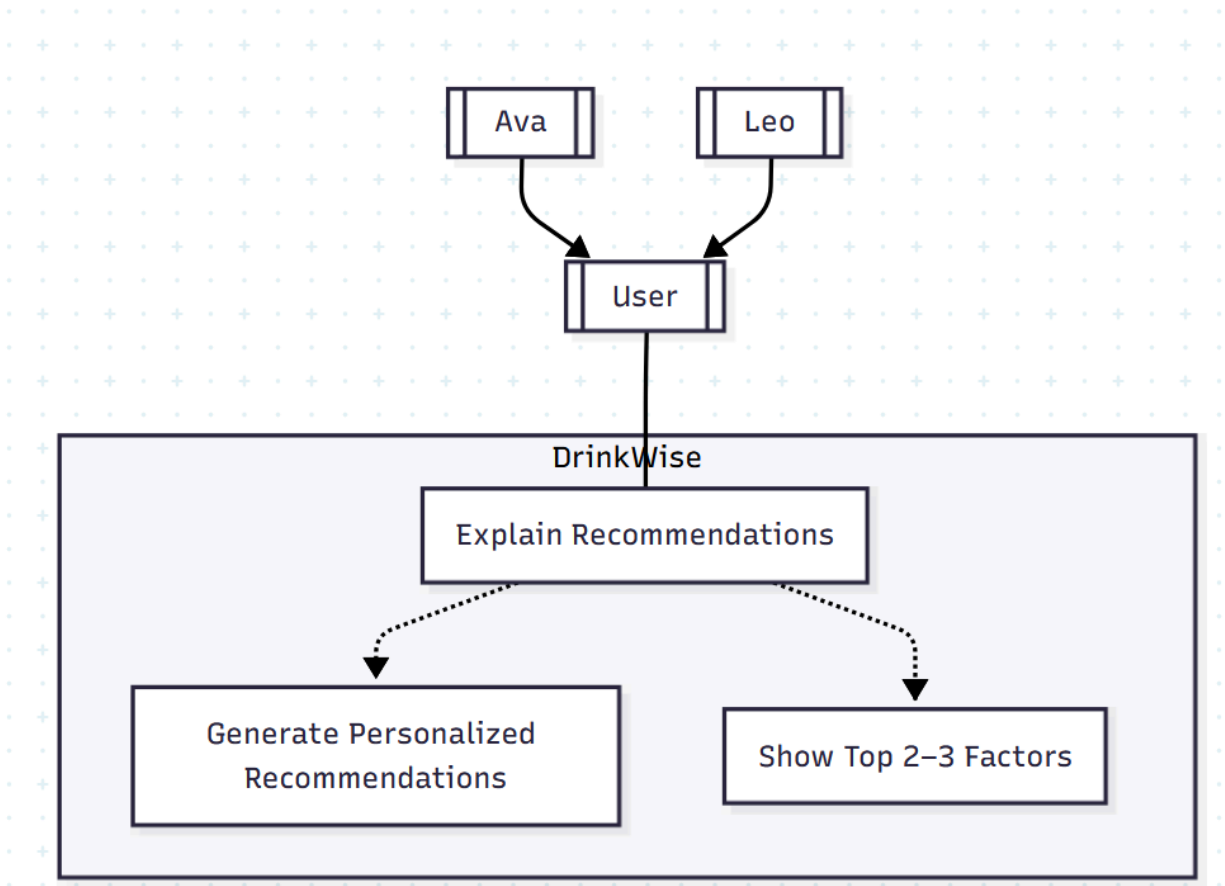 Ava
Leo
User
DrinkWise
Explain Recommendations
Generate Personalized
Recommendations
Show Top 2–3 Factors